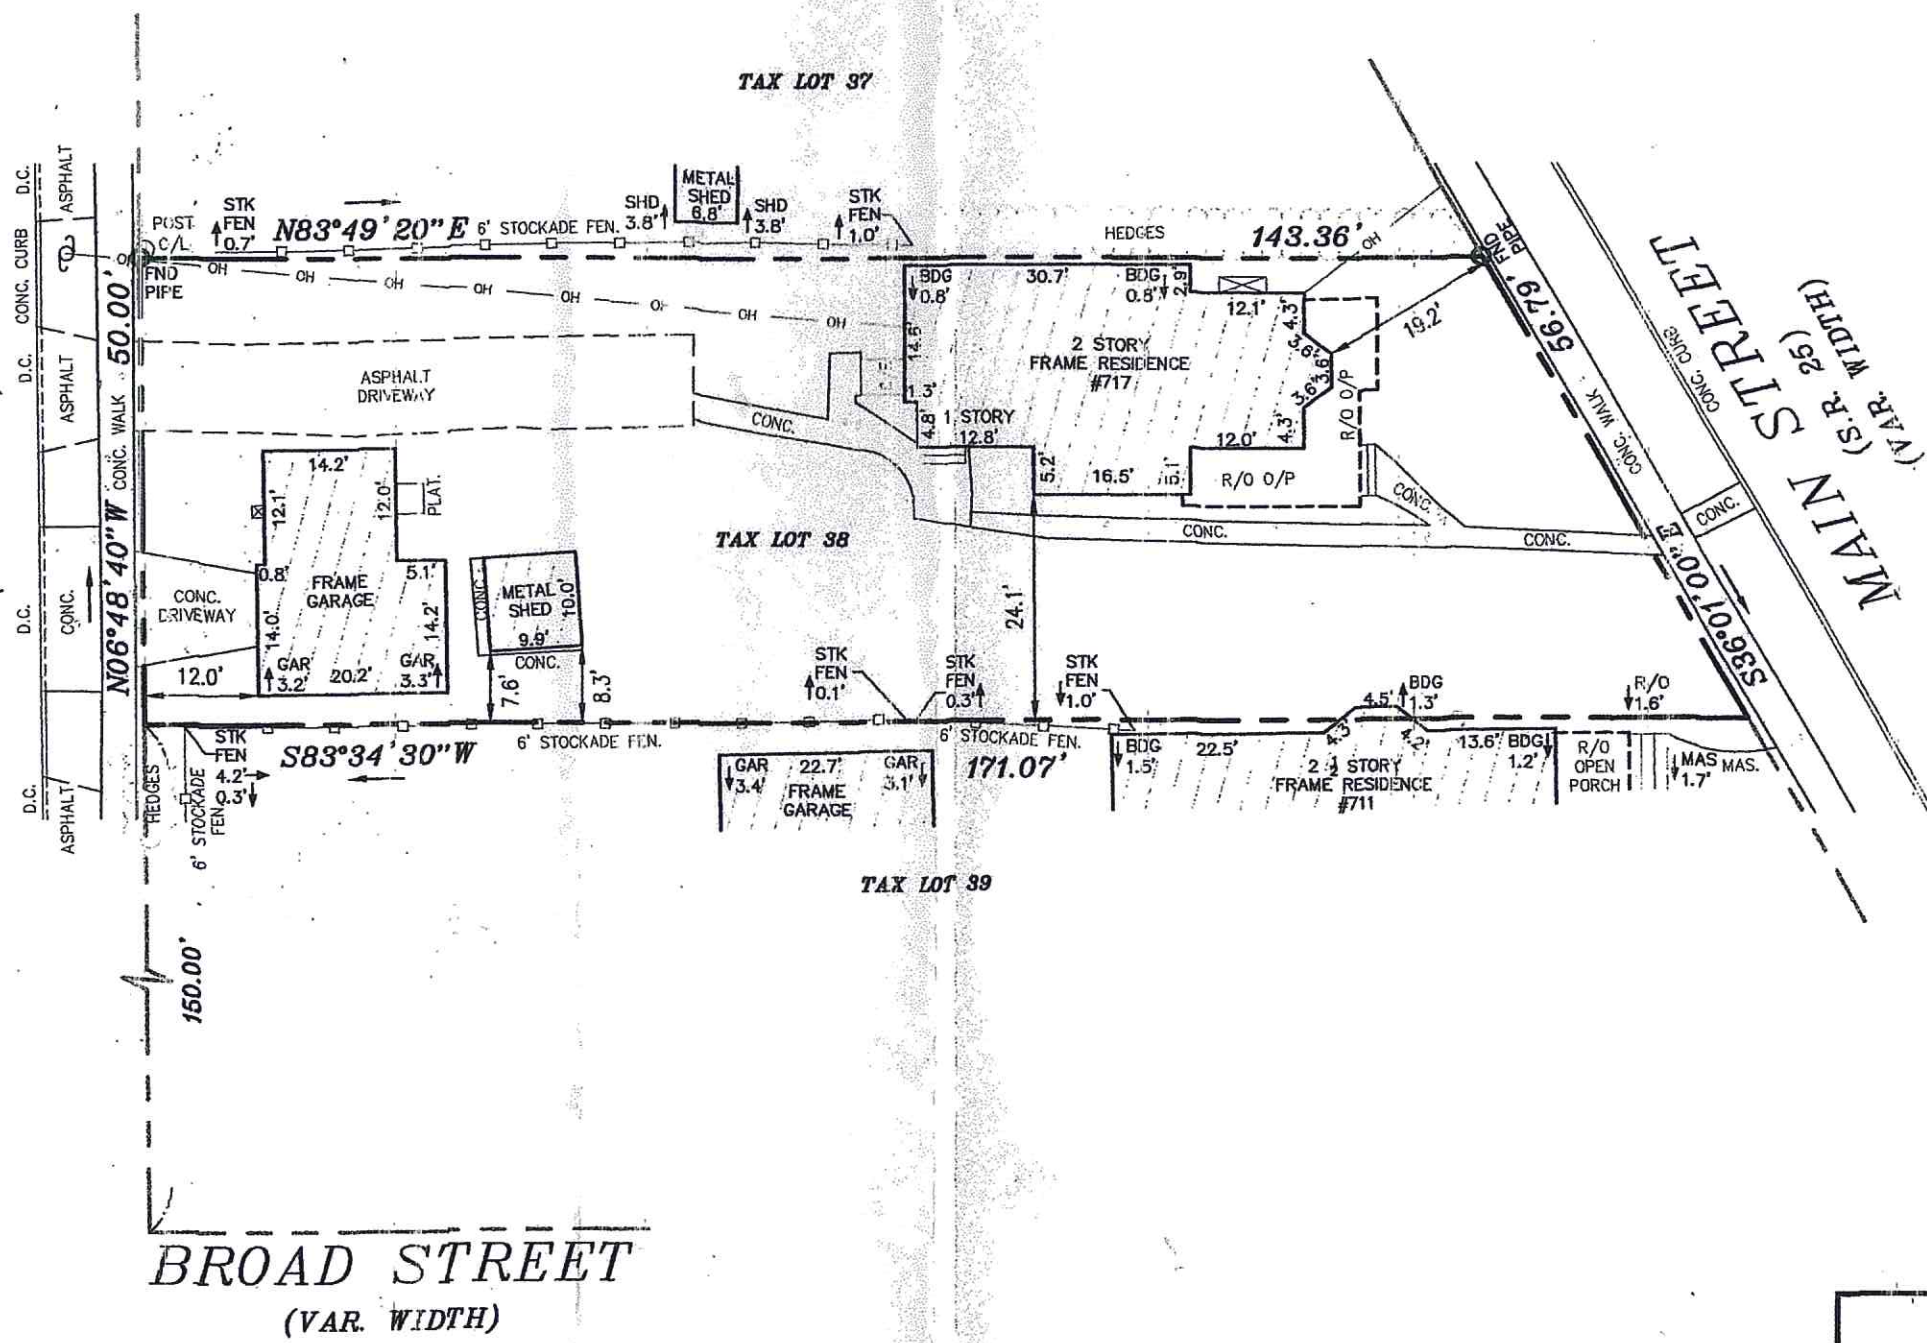 TAX LOT 37
D.C.
CONC. CURB
D.C.
D.C.
D.C.
ASPHALT
ASPHALT
CONC.
ASPHALT
CONC. WALK
N06°48'40"W
50.00'
POST
C/L
FND
PIPE
STK
FEN
0.7'
N83°49'20"E
6' STOCKADE FEN.
SHD
3.8'
METAL
SHED
6.8'
SHD
3.8'
STK
FEN
1.0'
HEDGES
143.36'
OH
FND
PIPE
OH
OH
OH
OH
OH
OH
OH
BDG
0.8'
30.7'
BDG
0.8'
2.9'
12.1'
4.3'
3.6'
3.6'
3.6'
4.3'
19.2'
56.79'
14.6'
2 STORY
FRAME RESIDENCE
#717
1.3'
4.8'
1 STORY
12.8'
5.2'
16.5'
5.1'
12.0'
R/O O/P
R/O O/P
ASPHALT
DRIVEWAY
CONC.
CONC.
CONC.
CONC.
CONC.
CONC. WALK
CONC. CURB
MAIN STREET
(S.R. 25)
(VAR. WIDTH)
S36°01'00"E
14.2'
12.1'
12.0'
PLAT.
0.8'
5.1'
FRAME
GARAGE
14.0'
14.2'
GAR
3.2'
20.2'
GAR
3.3'
CONC.
DRIVEWAY
12.0'
CONC.
METAL
SHED
10.0'
9.9'
CONC.
7.6'
8.3'
TAX LOT 38
24.1'
STK
FEN
0.1'
STK
FEN
0.3'
STK
FEN
1.0'
4.5'
BDG
1.3'
R/O
1.6'
STK
FEN
4.2'
0.3'
S83°34'30"W
6' STOCKADE FEN.
6' STOCKADE FEN.
171.07'
HEDGES
6' STOCKADE
FEN.
GAR
3.4'
22.7'
GAR
3.1'
FRAME
GARAGE
BDG
1.5'
22.5'
4.3'
4.2'
13.6'
BDG
1.2'
2 1/2 STORY
FRAME RESIDENCE
#711
R/O
OPEN
PORCH
MAS
1.7'
MAS.
TAX LOT 39
150.00'
BROAD STREET
(VAR. WIDTH)